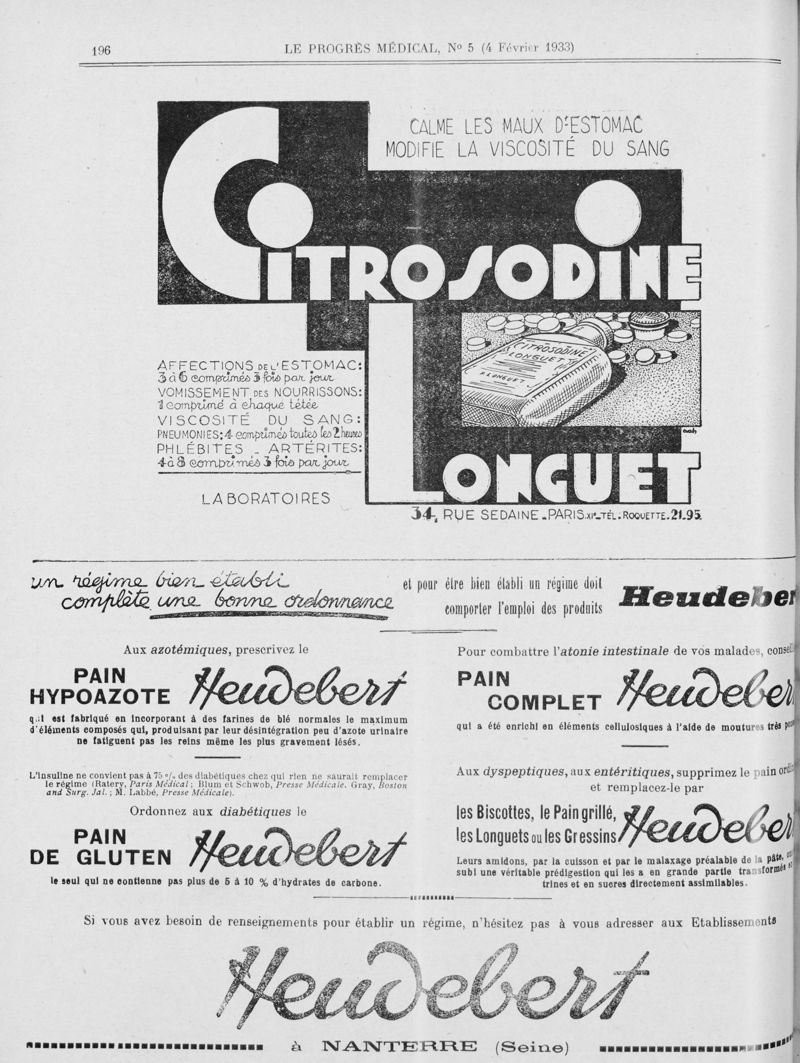 196
LE PROGRÈS MÉDICAL, No 5 (4 Février 1933)
CALME LES MAUX D'ESTOMAC
MODIFIE LA VISCOSITÉ DU SANG
CITROSODINE
CITROSODINE
LONGUET
LONGUET
AFFECTIONS DE L'ESTOMAC:
3 à 6 comprimés 3 fois par jour
VOMISSEMENT DES NOURRISSONS:
1 comprimé à chaque tétée
VISCOSITÉ DU SANG:
PNEUMONIES: 4 comprimés toutes les 2 heures
PHLÉBITES _ ARTÉRITES:
4 à 8 comprimés 3 fois par jour
LABORATOIRES
LONGUET
34, RUE SEDAINE _ PARIS. XIe _ TÉL. ROQUETTE. 21-95.
un régime bien établi
complète une bonne ordonnance
et pour être bien établi un régime doit
comporter l'emploi des produits
Heudeber
Aux azotémiques, prescrivez le
PAIN
HYPOAZOTE Heudebert
qui est fabriqué en incorporant à des farines de blé normales le maximum
d'éléments composés qui, produisant par leur désintégration peu d'azote urinaire
ne fatiguent pas les reins même les plus gravement lésés.
L'insuline ne convient pas à 75 o/o des diabétiques chez qui rien ne saurait remplacer
le régime (Ratery, Paris Médical ; Blum et Schwob, Presse Médicale. Gray, Boston
and Surg. Jal. ; M. Labbé, Presse Médicale).
Ordonnez aux diabétiques le
PAIN
DE GLUTEN Heudebert
le seul qui ne contienne pas plus de 5 à 10 % d'hydrates de carbone.
Pour combattre l'atonie intestinale de vos malades, conseil
PAIN
COMPLET Heudeber
qui a été enrichi en éléments cellulosiques à l'aide de moutures très
Aux dyspeptiques, aux entéritiques, supprimez le pain ordi
et remplacez-le par
les Biscottes, le Pain grillé,
les Longuets ou les Gressins Heudeber
Leurs amidons, par la cuisson et par le malaxage préalable de la pâte,
subi une véritable prédigestion qui les a en grande partie transformés
trines et en sucres directement assimilables.
Si vous avez besoin de renseignements pour établir un régime, n'hésitez pas à vous adresser aux Etablissements
Heudebert
à NANTERRE (Seine)